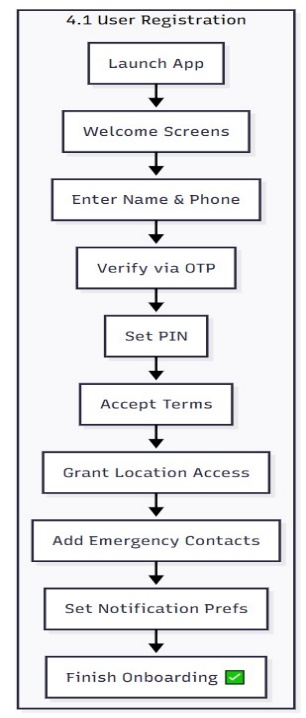 4.1 User Registration
Launch App
Welcome Screens
Enter Name & Phone
Verify via OTP
Set PIN
Accept Terms
Grant Location Access
Add Emergency Contacts
Set Notification Prefs
Finish Onboarding ✅